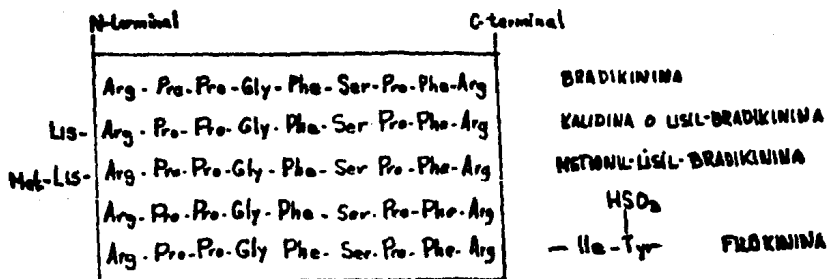 N-terminal C-terminal
Arg - Pro - Pro - Gly - Phe - Ser - Pro - Phe - Arg BRADIKININA
Lis- Arg - Pro - Pro - Gly - Phe - Ser Pro - Phe - Arg KALIDINA O LISIL-BRADIKININA
Met-Lis- Arg - Pro - Pro - Gly - Phe - Ser Pro - Phe - Arg METIONIL-LISIL-BRADIKININA
HSO3
Arg - Pro - Pro - Gly - Phe - Ser - Pro - Phe - Arg
Arg - Pro - Pro - Gly Phe - Ser - Pro - Phe - Arg — Ile - Tyr FILOKININA